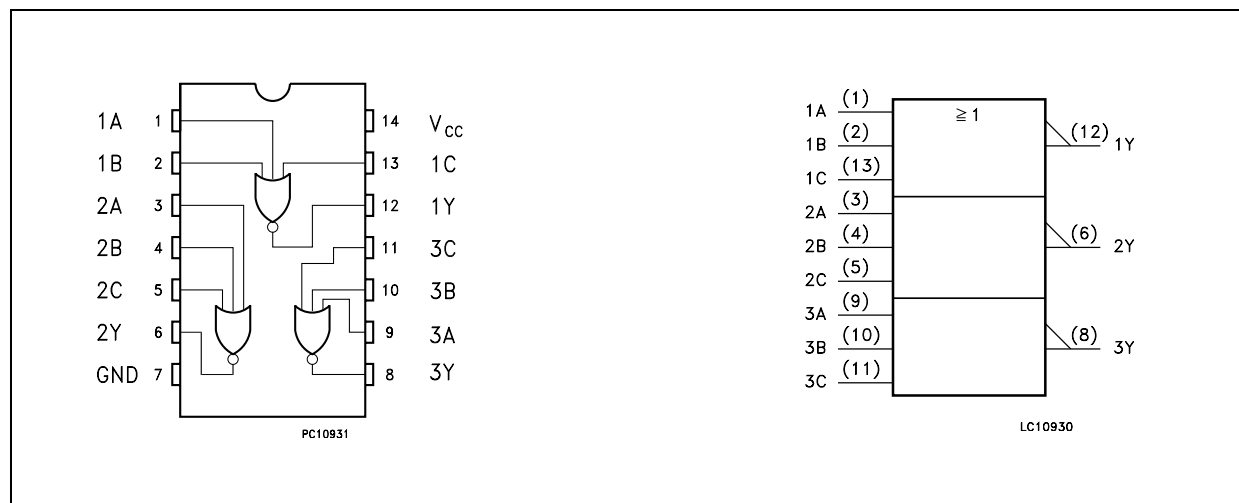 1A 1 14 VCC
1B 2 13 1C
2A 3 12 1Y
2B 4 11 3C
2C 5 10 3B
2Y 6 9 3A
GND 7 8 3Y
PC10931
≧ 1
1A (1)
1B (2)
1C (13)
2A (3)
2B (4)
2C (5)
3A (9)
3B (10)
3C (11)
(12) 1Y
(6) 2Y
(8) 3Y
LC10930